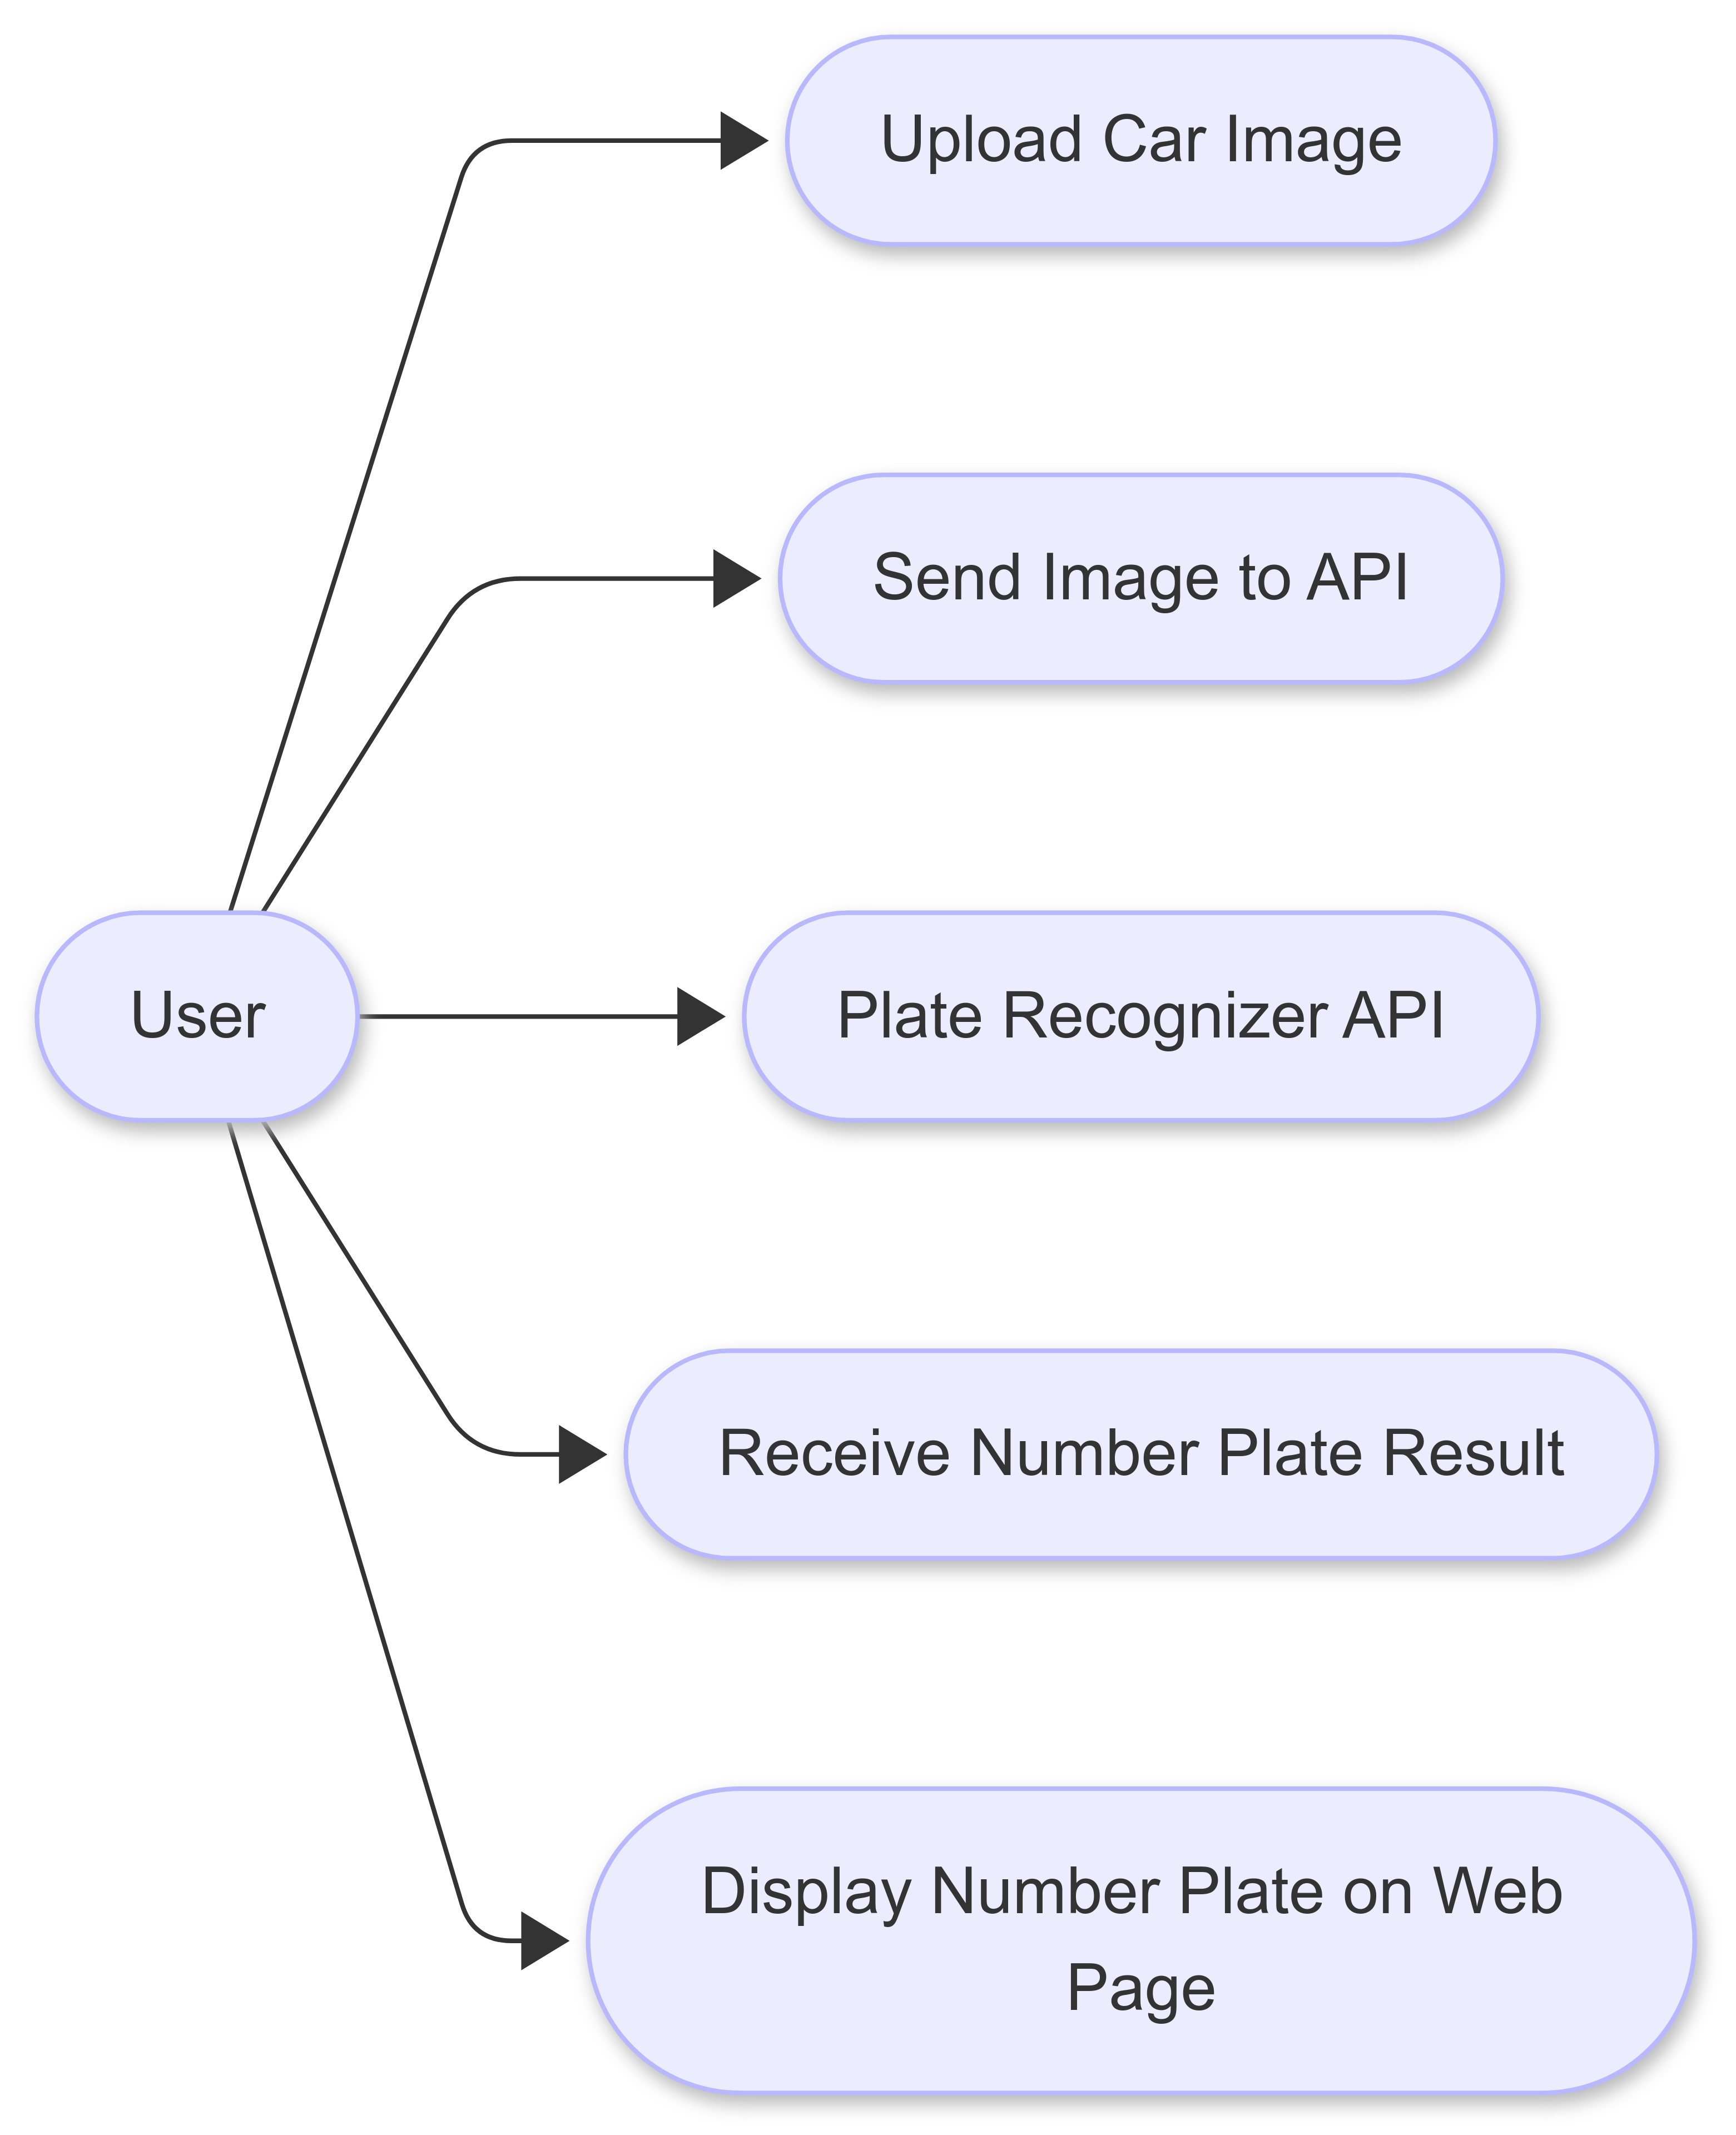 Upload Car Image
Send Image to API
User
Plate Recognizer API
Receive Number Plate Result
Display Number Plate on Web
Page